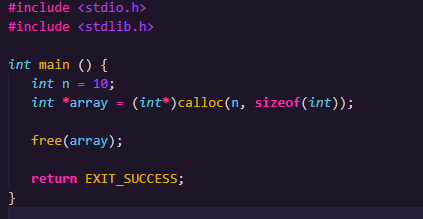 #include <stdio.h>
#include <stdlib.h>

int main () {
   int n = 10;
   int *array = (int*)calloc(n, sizeof(int));

   free(array);

   return EXIT_SUCCESS;
}